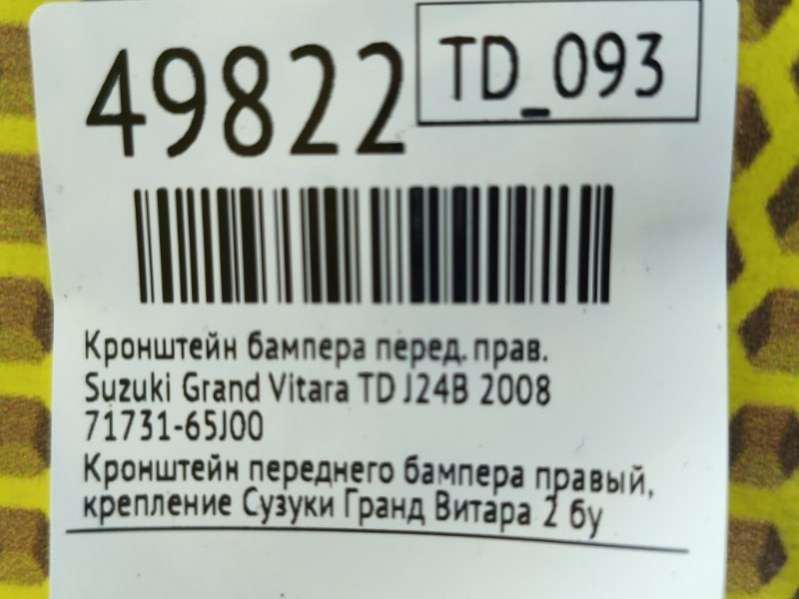 49822
TD_093
Кронштейн бампера перед. прав.
Suzuki Grand Vitara TD J24B 2008
71731-65J00
Кронштейн переднего бампера правый,
крепление Сузуки Гранд Витара 2 бу